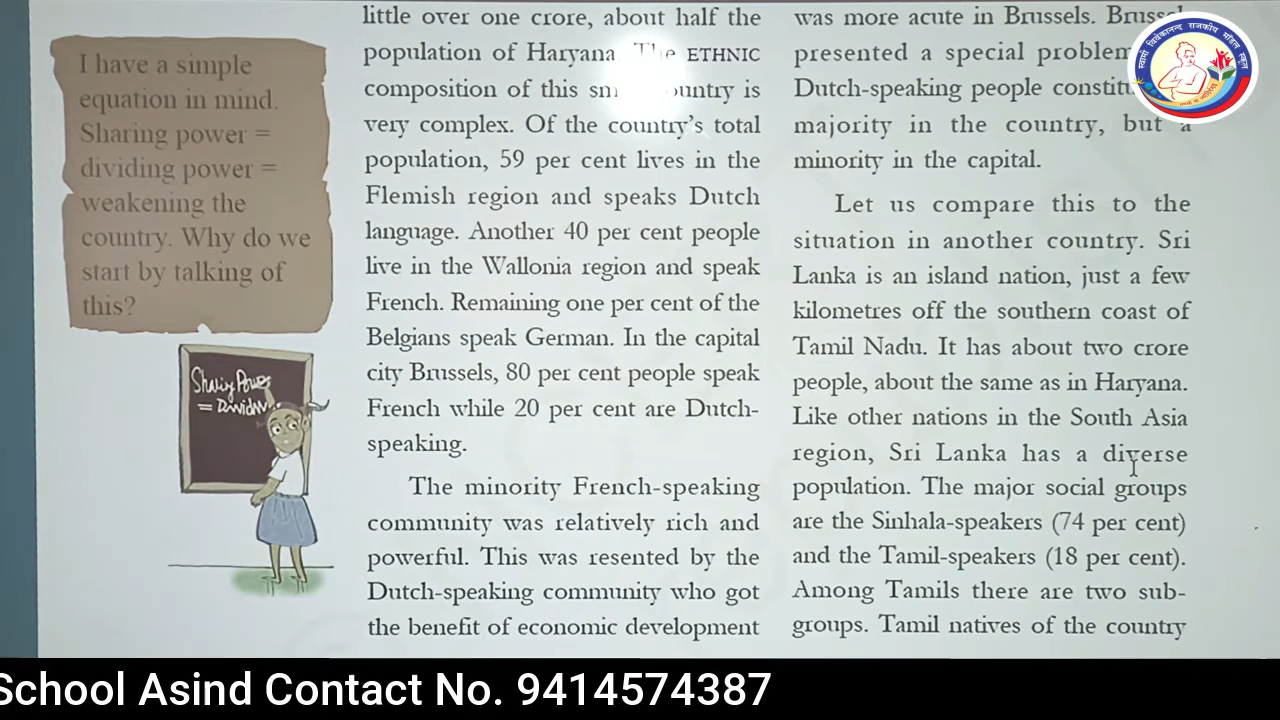 I have a simple
equation in mind.
Sharing power =
dividing power =
weakening the
country. Why do we
start by talking of
this?
Sharing Power
= Dividin
little over one crore, about half the
population of Haryana. The ETHNIC
composition of this country is
very complex. Of the country's total
population, 59 per cent lives in the
Flemish region and speaks Dutch
language. Another 40 per cent people
live in the Wallonia region and speak
French. Remaining one per cent of the
Belgians speak German. In the capital
city Brussels, 80 per cent people speak
French while 20 per cent are Dutch-
speaking.
The minority French-speaking
community was relatively rich and
powerful. This was resented by the
Dutch-speaking community who got
the benefit of economic development
was more acute in Brussels.
presented a special problem
Dutch-speaking people
majority in the country, but a
minority in the capital.
Let us compare this to the
situation in another country. Sri
Lanka is an island nation, just a few
kilometres off the southern coast of
Tamil Nadu. It has about two crore
people, about the same as in Haryana.
Like other nations in the South Asia
region, Sri Lanka has a diverse
population. The major social groups
are the Sinhala-speakers (74 per cent)
and the Tamil-speakers (18 per cent).
Among Tamils there are two sub-
groups. Tamil natives of the country
स्वामी विवेकानन्द राजकीय मॉडल स्कूल
School Asind Contact No. 9414574387